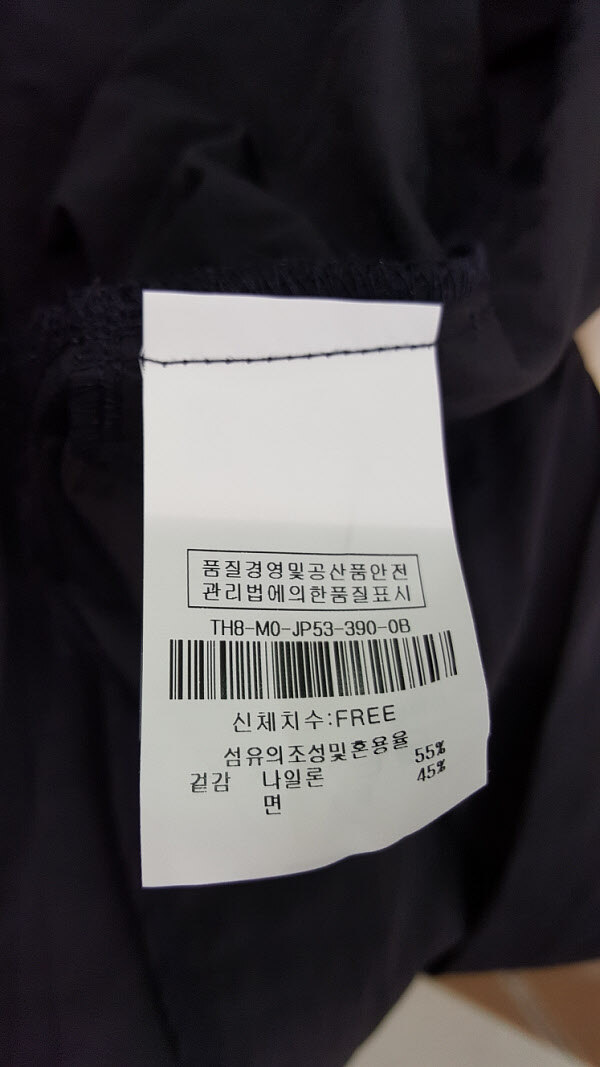 품질경영및공산품안전
관리법에의한품질표시
TH8-M0-JP53-390-0B
신체치수:FREE
섬유의조성및혼용율
겉감 나일론 55%
면 45%